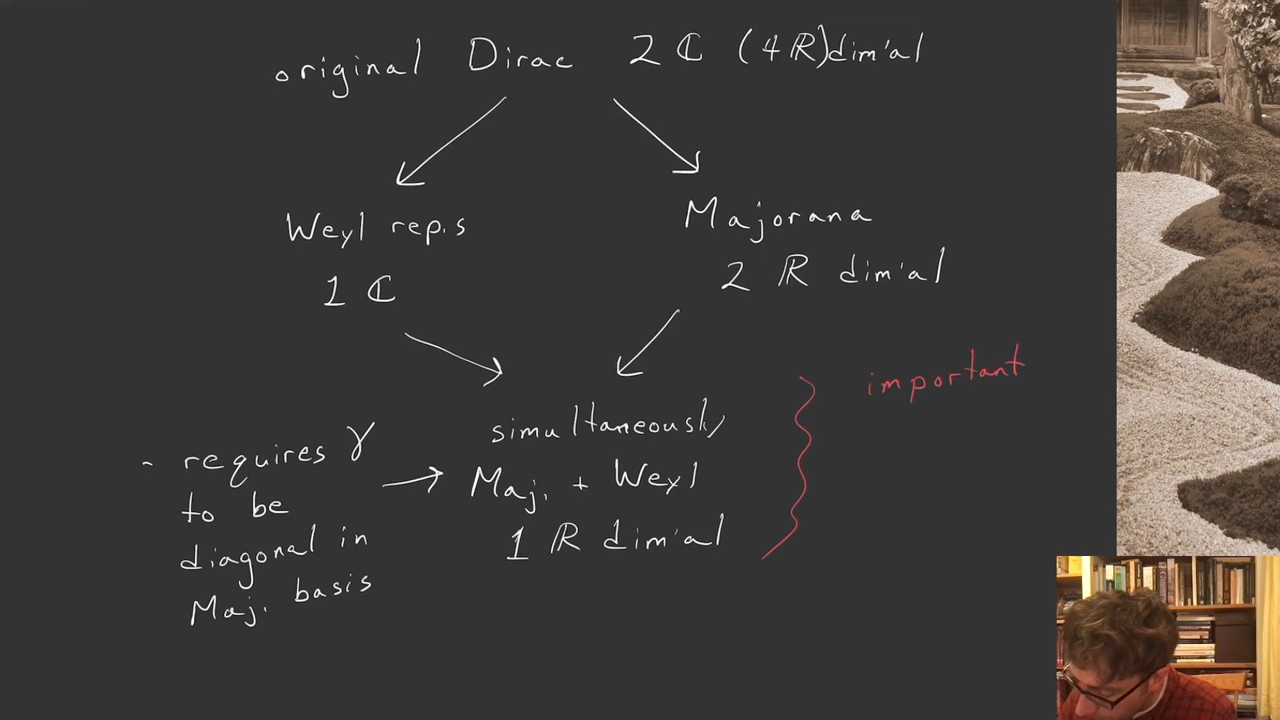 original Dirac 2 ℂ (4 ℝ)dim'al
Weyl rep.s
1 ℂ
Majorana
2 ℝ dim'al
important
simultaneously
Maj. + Weyl
1 ℝ dim'al
- requires γ
to be
diagonal in
Maj. basis